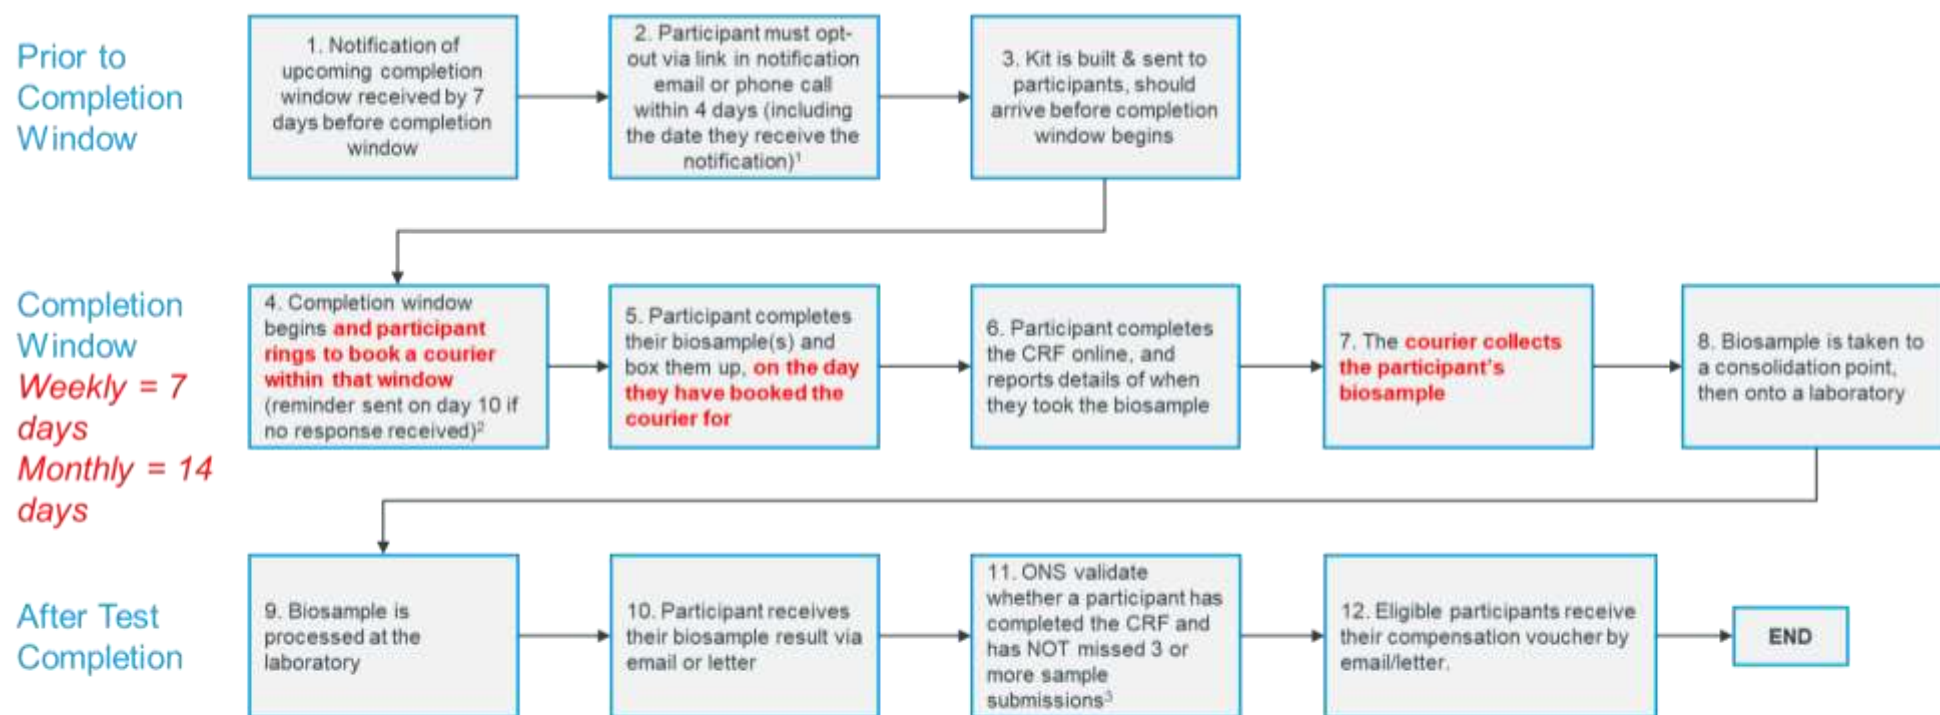 Prior to
Completion
Window
1. Notification of
upcoming completion
window received by 7
days before completion
window
2. Participant must opt-
out via link in notification
email or phone call
within 4 days (including
the date they receive the
notification)¹
3. Kit is built & sent to
participants, should
arrive before completion
window begins
Completion
Window
Weekly = 7
days
Monthly = 14
days
4. Completion window
begins and participant
rings to book a courier
within that window
(reminder sent on day 10 if
no response received)²
5. Participant completes
their biosample(s) and
box them up, on the day
they have booked the
courier for
6. Participant completes
the CRF online, and
reports details of when
they took the biosample
7. The courier collects
the participant's
biosample
8. Biosample is taken to
a consolidation point,
then onto a laboratory
After Test
Completion
9. Biosample is
processed at the
laboratory
10. Participant receives
their biosample result via
email or letter
11. ONS validate
whether a participant has
completed the CRF and
has NOT missed 3 or
more sample
submissions³
12. Eligible participants receive
their compensation voucher by
email/letter.
END